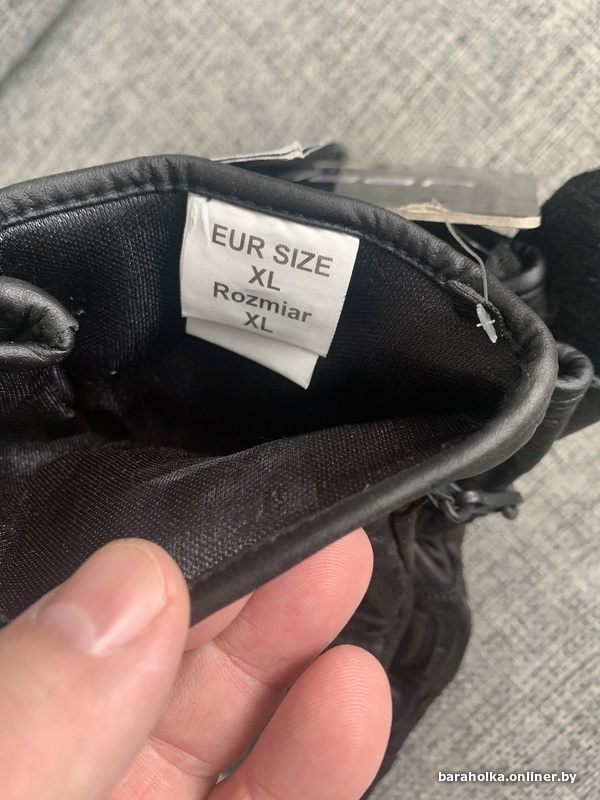 EUR SIZE
XL
Rozmiar
XL
baraholka.onliner.by